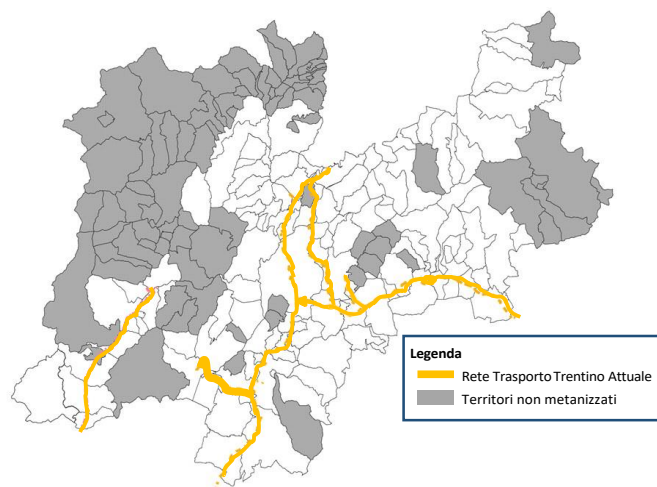 Legenda
Rete Trasporto Trentino Attuale
Territori non metanizzati